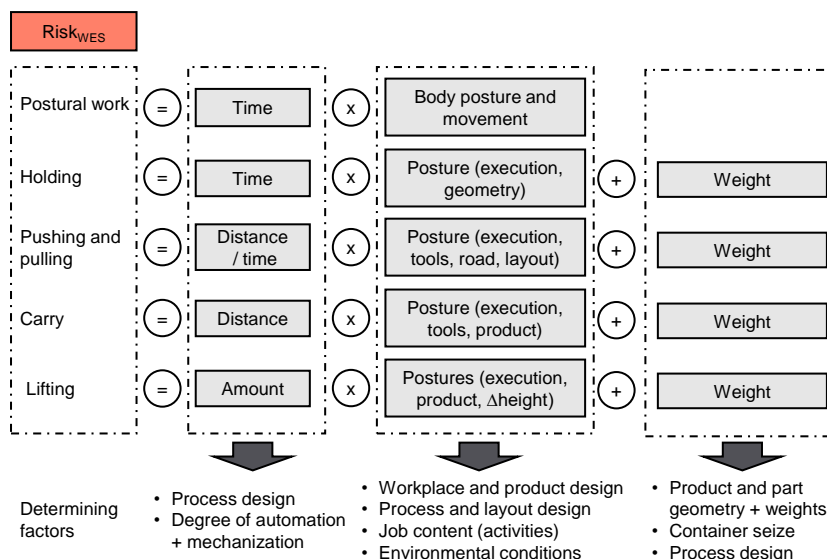 Risk WES
Postural work = Time x Body posture and
movement
Holding = Time x Posture (execution,
geometry) + Weight
Pushing and
pulling = Distance
/ time x Posture (execution,
tools, road, layout) + Weight
Carry = Distance x Posture (execution,
tools, product) + Weight
Lifting = Amount x Postures (execution,
product, Δheight) + Weight
Determining
factors
• Process design
• Degree of automation
+ mechanization
• Workplace and product design
• Process and layout design
• Job content (activities)
• Environmental conditions
• Product and part
geometry + weights
• Container seize
• Process design